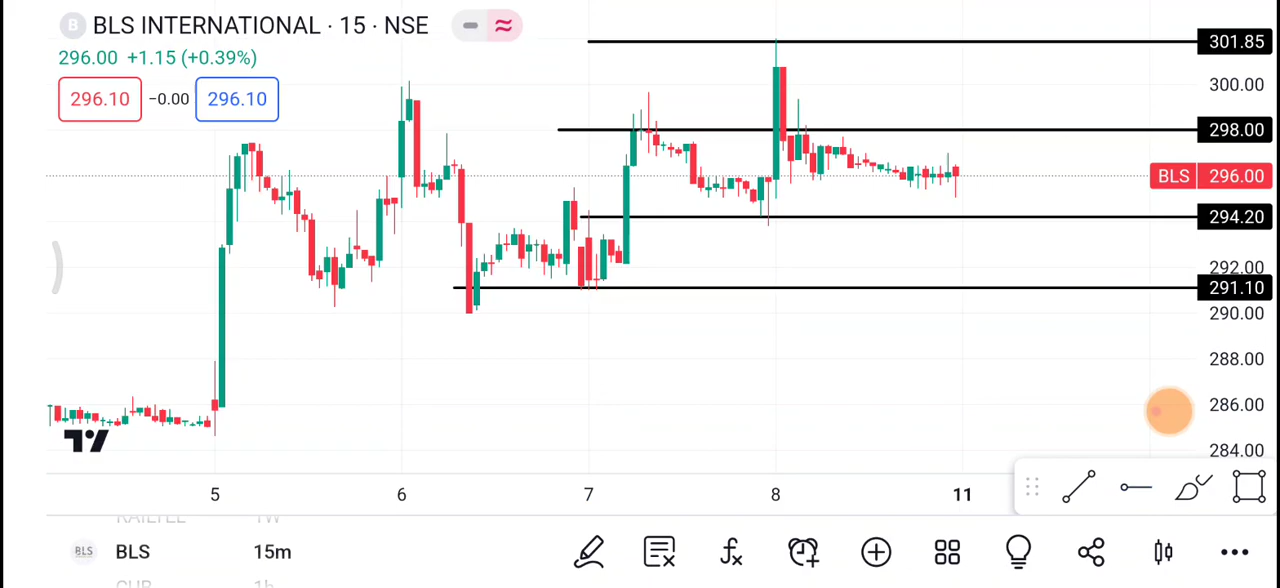 B BLS INTERNATIONAL · 15 · NSE
296.00 +1.15 (+0.39%)
296.10 −0.00 296.10
301.85
300.00
298.00
BLS 296.00
294.20
292.00
291.10
290.00
288.00
286.00
284.00
5 6 7 8 11
BLS BLS 15m